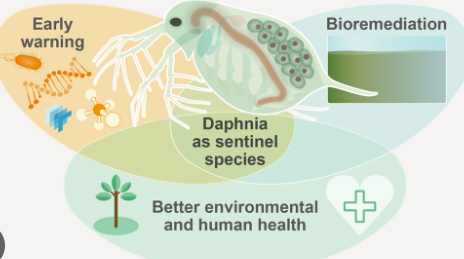 Early
warning
Bioremediation
Daphnia
as sentinel
species
Better environmental
and human health